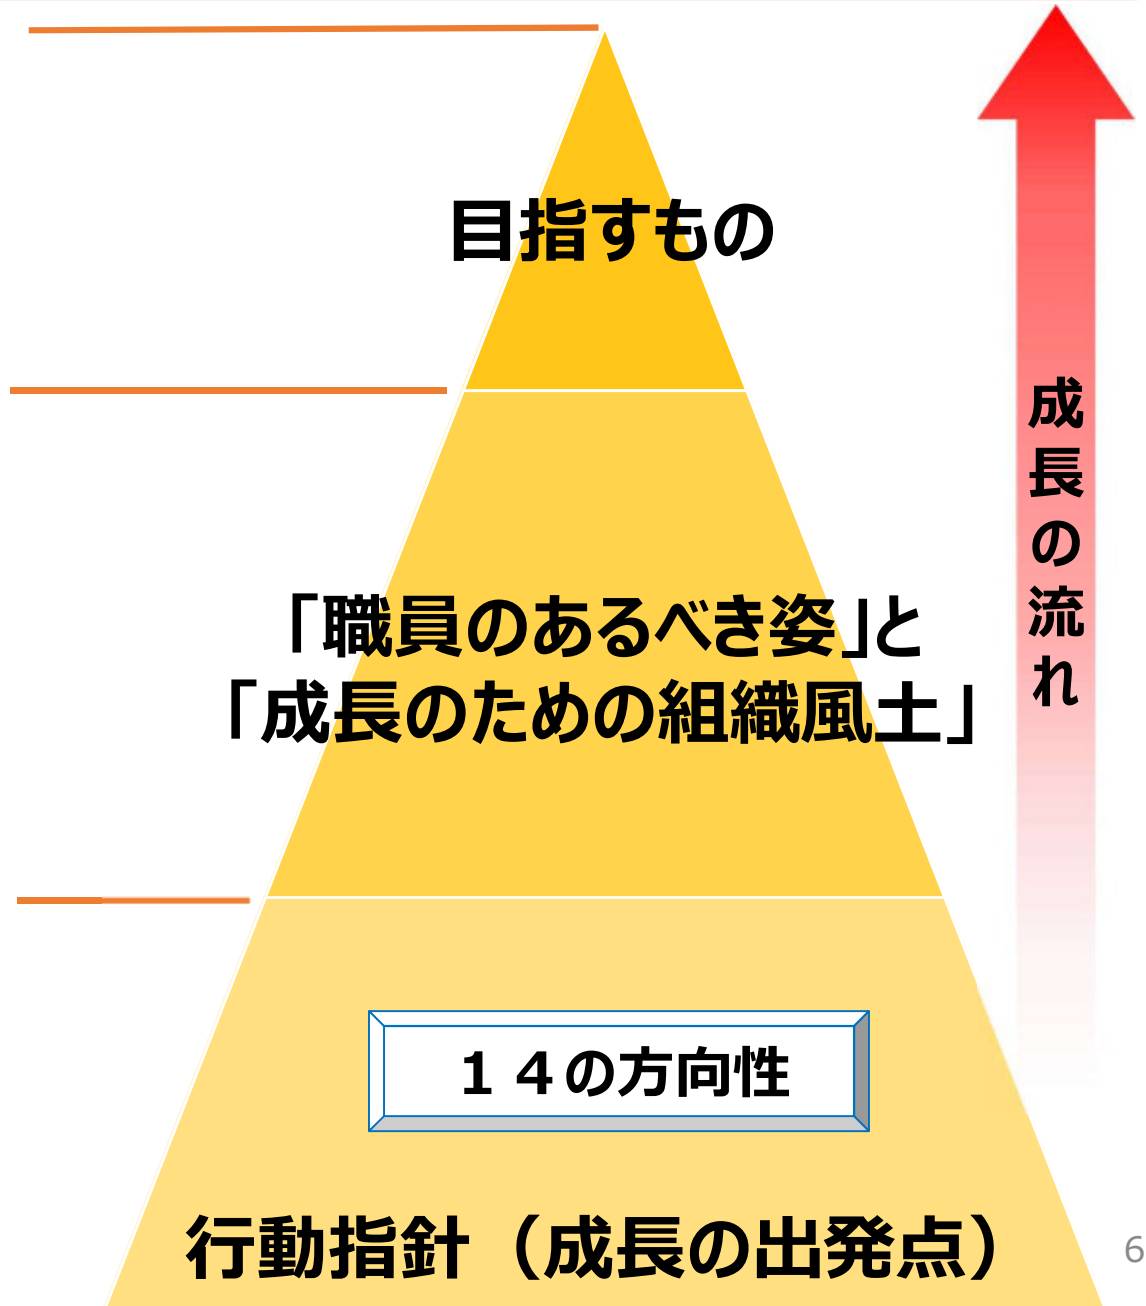 目指すもの
「職員のあるべき姿」と
「成長のための組織風土」
成長の流れ
１４の方向性
行動指針（成長の出発点）
6